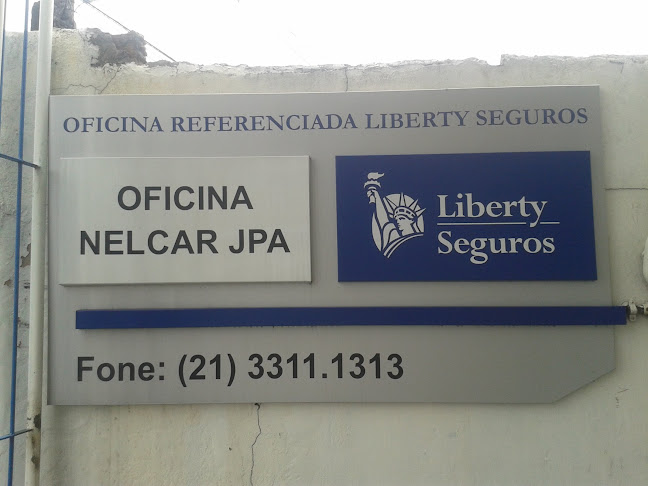 OFICINA REFERENCIADA LIBERTY SEGUROS
OFICINA
NELCAR JPA
Liberty
Seguros
Fone: (21) 3311.1313